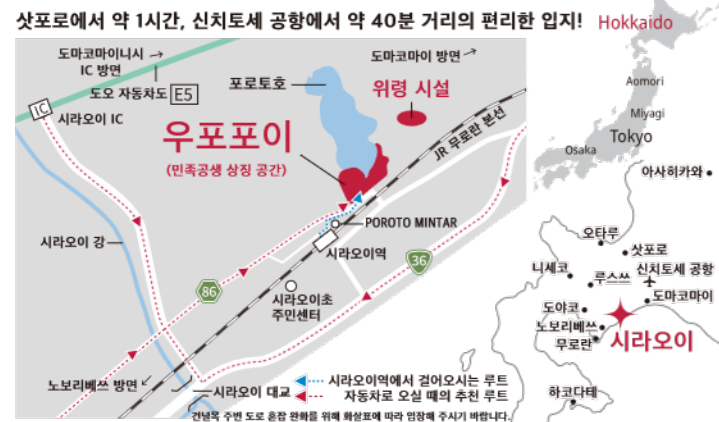 삿포로에서 약 1시간, 신치토세 공항에서 약 40분 거리의 편리한 입지!
Hokkaido
도마코마이니시
IC 방면
도마코마이 방면
도오 자동차도 E5
포로토호
위령 시설
IC
시라오이 IC
우포포이
(민족공생 상징 공간)
JR 무로란 본선
Aomori
Miyagi
Tokyo
Osaka
아사히카와
시라오이 강
POROTO MINTAR
시라오이역
36
86
시라오이초
주민센터
오타루
삿포로
니세코
루스쓰
신치토세 공항
도야코
도마코마이
노보리베쓰
무로란
시라오이
하코다테
노보리베쓰 방면
시라오이 대교
시라오이역에서 걸어오시는 루트
자동차로 오실 때의 추천 루트
건널목 주변 도로 혼잡 완화를 위해 화살표에 따라 입장해 주시기 바랍니다.